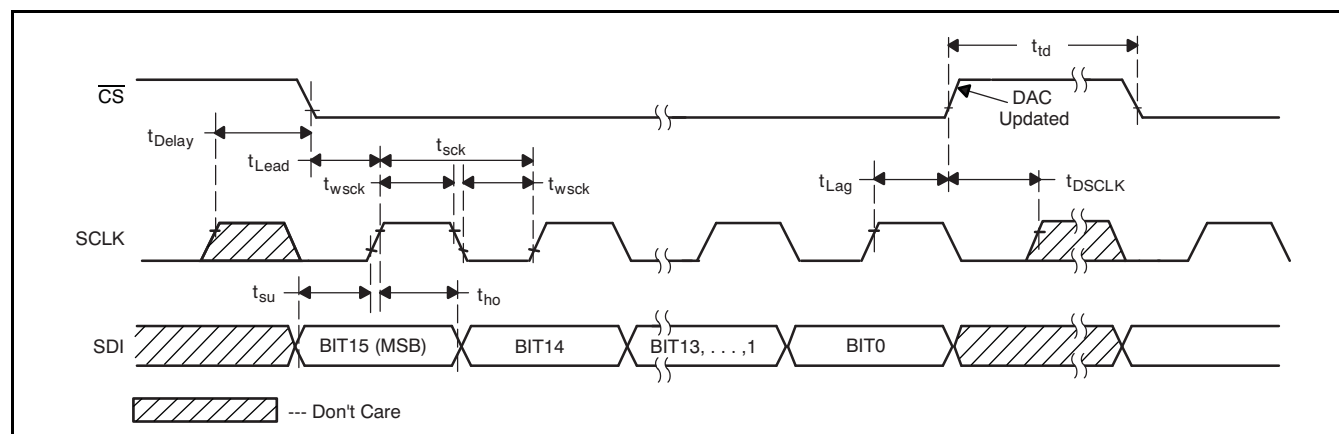 t_td
C̅S̅
DAC
Updated
t_Delay
t_Lead
t_sck
t_wsck
t_wsck
t_Lag
t_DSCLK
SCLK
t_su
t_ho
SDI
BIT15 (MSB)
BIT14
BIT13, . . . ,1
BIT0
--- Don't Care